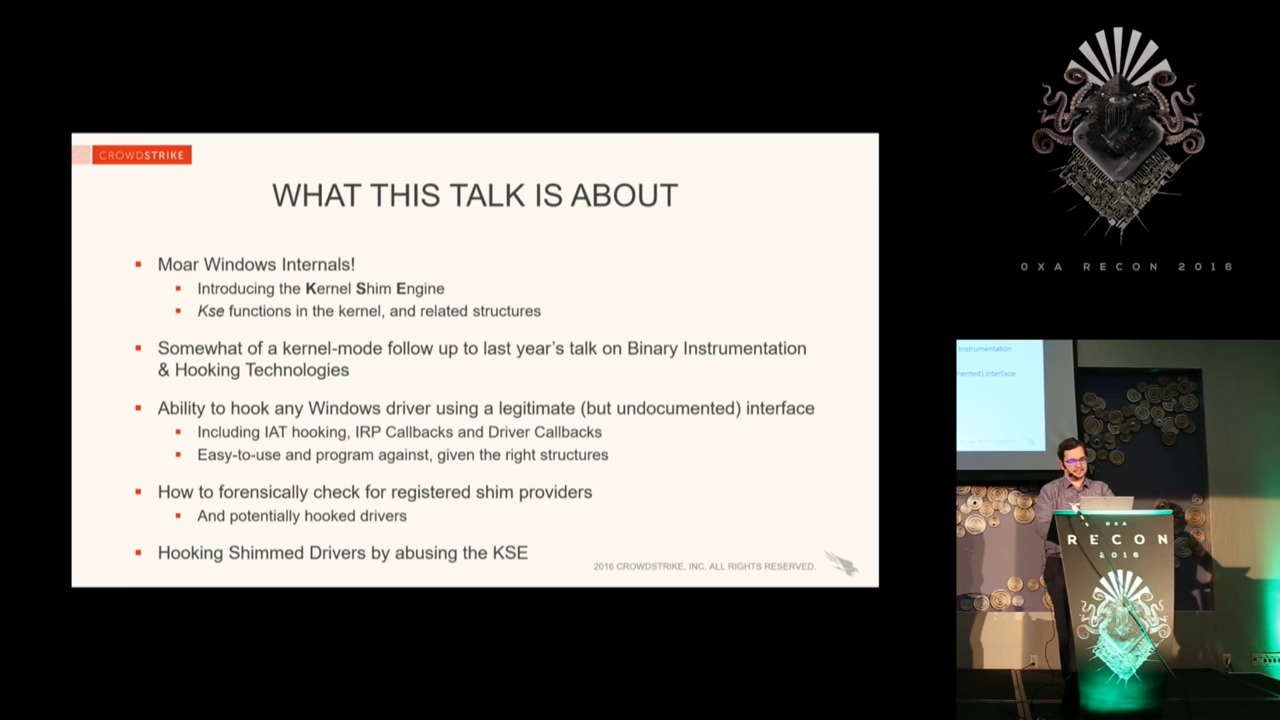 CROWDSTRIKE
WHAT THIS TALK IS ABOUT
Moar Windows Internals!
Introducing the Kernel Shim Engine
Kse functions in the kernel, and related structures
Somewhat of a kernel-mode follow up to last year's talk on Binary Instrumentation
& Hooking Technologies
Ability to hook any Windows driver using a legitimate (but undocumented) interface
Including IAT hooking, IRP Callbacks and Driver Callbacks
Easy-to-use and program against, given the right structures
How to forensically check for registered shim providers
And potentially hooked drivers
Hooking Shimmed Drivers by abusing the KSE
2016 CROWDSTRIKE, INC. ALL RIGHTS RESERVED.
0XA RECON 2016
Instrumentation
mented) interface
0XA
RECON
2016